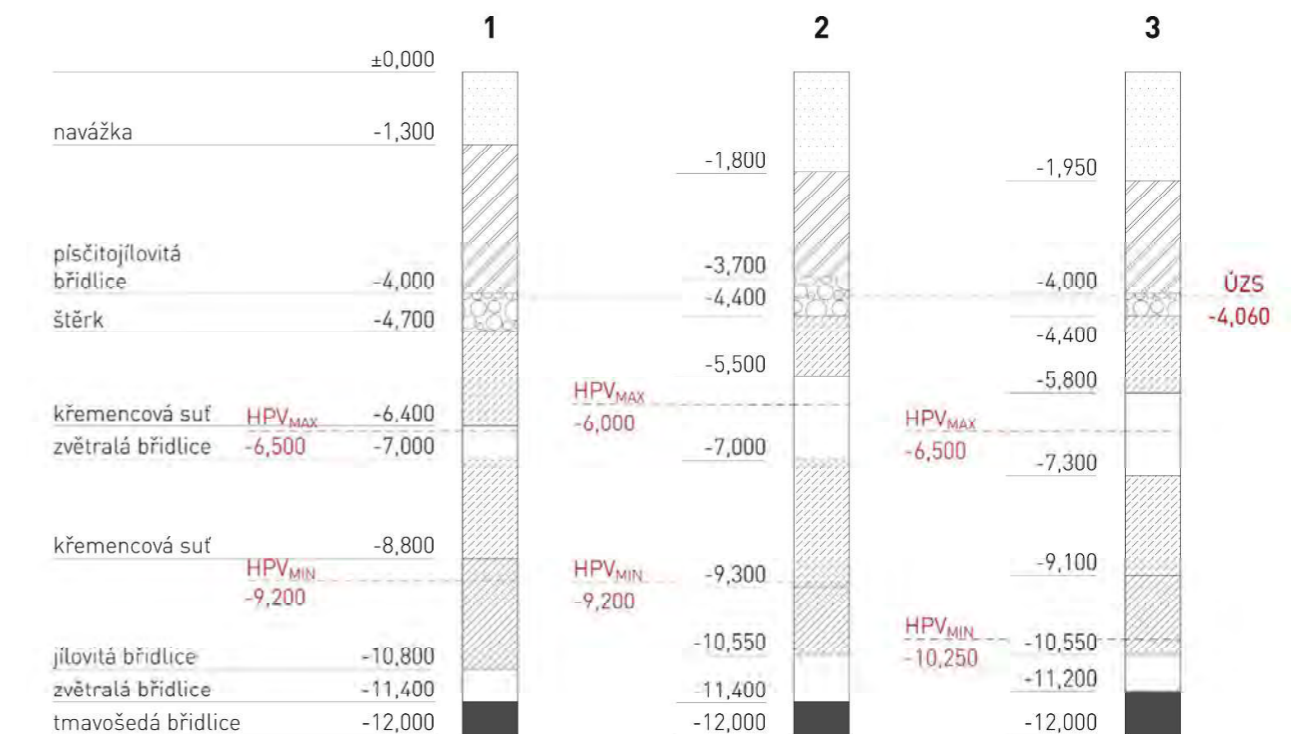 1 2 3
±0,000
navážka -1,300
-1,800
-1,950
písčitojílovitá
břidlice -4,000
-3,700
-4,000
ÚZS
štěrk -4,700
-4,400
-4,400
-4,060
-5,500
-5,800
křemencová suť HPVMAX -6,400
HPVMAX
HPVMAX
zvětralá břidlice -6,500 -7,000
-6,000
-7,000
-6,500
-7,300
křemencová suť -8,800
HPVMIN
-9,200
HPVMIN -9,300
-9,200
-9,100
HPVMIN -10,550
-10,250
jílovitá břidlice -10,800
-10,550
-11,200
zvětralá břidlice -11,400
-11,400
tmavošedá břidlice -12,000
-12,000
-12,000